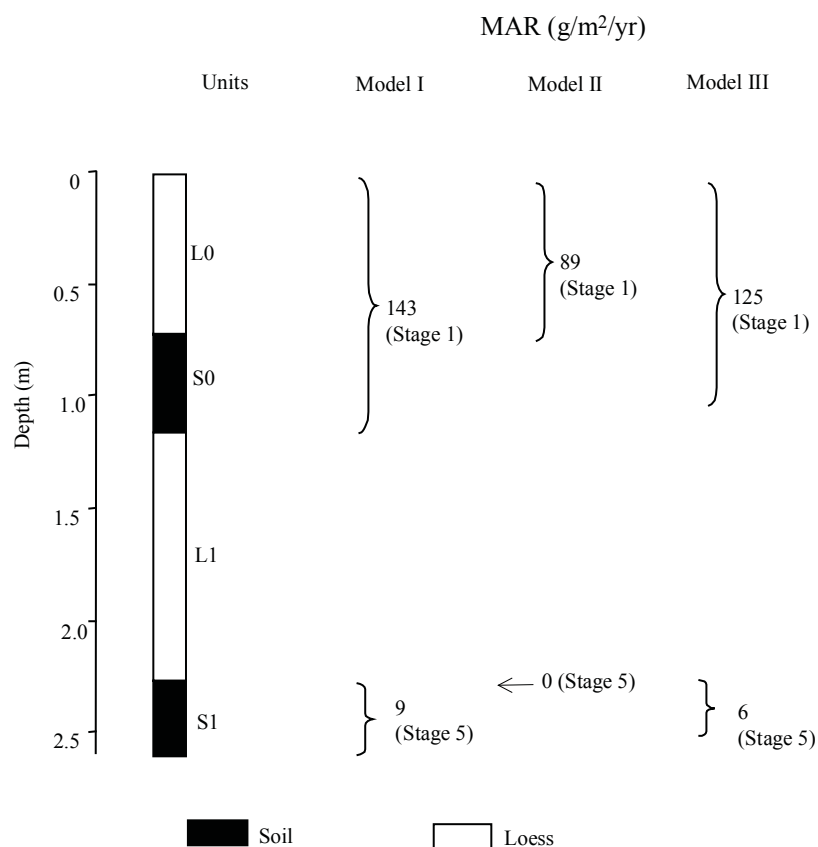 MAR (g/m²/yr)
Units
Model I
Model II
Model III
0
0.5
1.0
1.5
2.0
2.5
Depth (m)
L0
S0
L1
S1
143
(Stage 1)
89
(Stage 1)
125
(Stage 1)
9
(Stage 5)
0 (Stage 5)
6
(Stage 5)
Soil
Loess